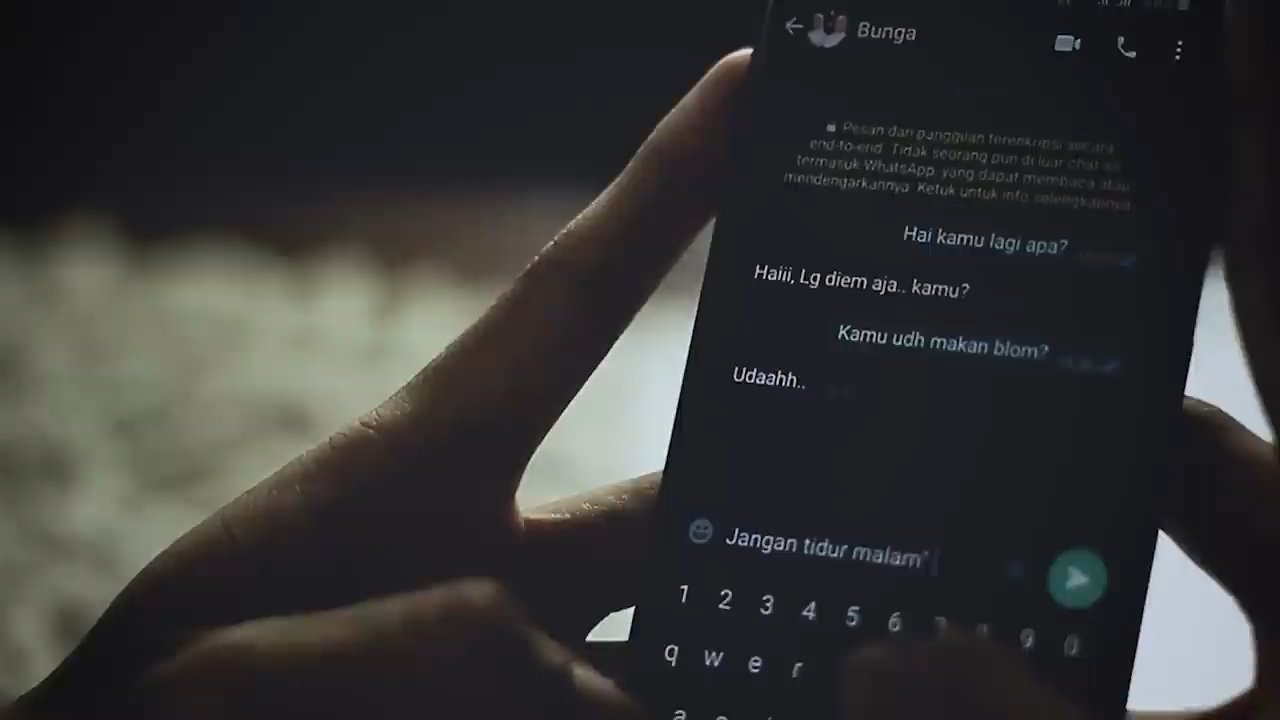 Bunga
Pesan dan panggilan terenkripsi secara
end-to-end. Tidak seorang pun di luar chat ini,
termasuk WhatsApp, yang dapat membaca atau
mendengarkannya. Ketuk untuk info selengkapnya.
Hai kamu lagi apa?
Haiii, Lg diem aja.. kamu?
Kamu udh makan blom?
Udaahh..
Jangan tidur malam"
1 2 3 4 5 6 9 0
q w e r
a